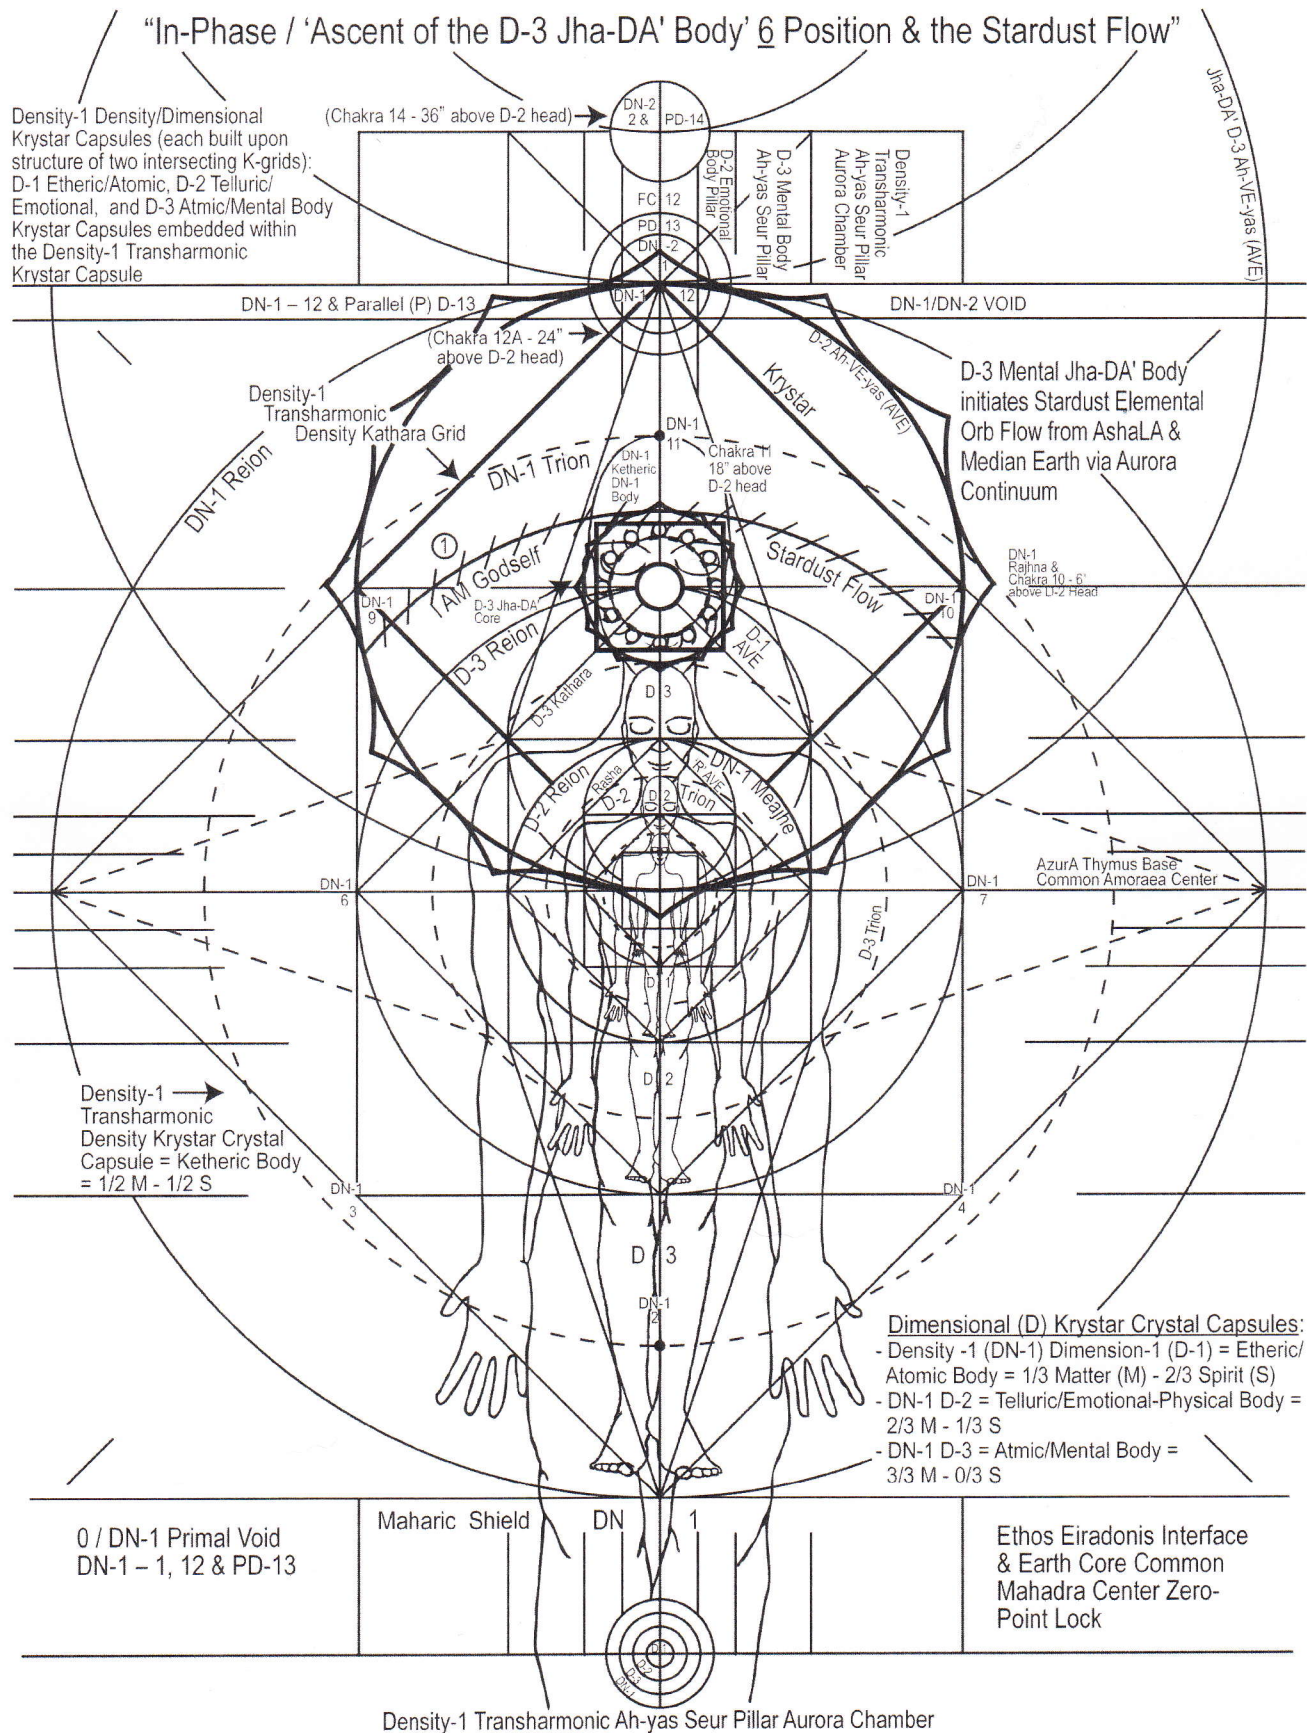 "In-Phase / 'Ascent of the D-3 Jha-DA' Body' 6 Position & the Stardust Flow"
Density-1 Density/Dimensional
Krystar Capsules (each built upon
structure of two intersecting K-grids):
D-1 Etheric/Atomic, D-2 Telluric/
Emotional, and D-3 Atmic/Mental Body
Krystar Capsules embedded within
the Density-1 Transharmonic
Krystar Capsule
(Chakra 14 - 36" above D-2 head)
DN-2
2 & PD-14
FC 12
PD 13
DN -2
1
DN-1 12
D-2 Emotional
Body Pillar
D-3 Mental Body
Ah-yas Seur Pillar
Density-1
Transharmonic
Ah-yas Seur Pillar
Aurora Chamber
Jha-DA' D-3 Ah-VE-yas (AVE)
DN-1 – 12 & Parallel (P) D-13
DN-1/DN-2 VOID
(Chakra 12A - 24"
above D-2 head)
D-2 Ah-VE-yas (AVE)
Krystar
D-3 Mental Jha-DA' Body
initiates Stardust Elemental
Orb Flow from AshaLA &
Median Earth via Aurora
Continuum
Density-1
Transharmonic
Density Kathara Grid
DN-1 Reion
DN-1 Trion
DN-1
11
DN-1
Ketheric
DN-1
Body
Chakra 11
18" above
D-2 head
1
I AM Godself
Stardust Flow
DN-1
Rajhna &
Chakra 10 - 6'
above D-2 Head
DN-1
9
DN-1
10
D-3 Jha-DA'
Core
D-3 Reion
D-1
AVE
D-3 Kathara
D 3
D-2 Reion
Rasha
D-2
'R'AVE
Trion
DN-1 Meajhe
D 2
AzurA Thymus Base
Common Amoraea Center
DN-1
6
DN-1
7
D-3 Trion
D 1
D 2
Density-1
Transharmonic
Density Krystar Crystal
Capsule = Ketheric Body
= 1/2 M - 1/2 S
DN-1
3
DN-1
4
D 3
DN-1
2
Dimensional (D) Krystar Crystal Capsules:
- Density -1 (DN-1) Dimension-1 (D-1) = Etheric/
Atomic Body = 1/3 Matter (M) - 2/3 Spirit (S)
- DN-1 D-2 = Telluric/Emotional-Physical Body =
2/3 M - 1/3 S
- DN-1 D-3 = Atmic/Mental Body =
3/3 M - 0/3 S
0 / DN-1 Primal Void
DN-1 – 1, 12 & PD-13
Maharic Shield DN 1
Ethos Eiradonis Interface
& Earth Core Common
Mahadra Center Zero-
Point Lock
D-1
D-2
D-3
DN-1
Density-1 Transharmonic Ah-yas Seur Pillar Aurora Chamber